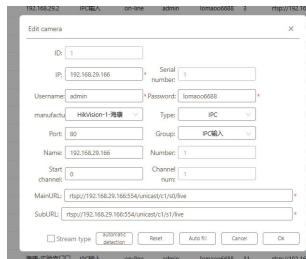 192.168.29.2 IPC输入 on-line admin lomaoo6688 3 rtsp://192.16
Edit camera
ID: 1
IP: 192.168.29.166 * Serial number: 1
Username: admin * Password: lomaoo6688 *
manufactu HikVision-1-海康 Type: IPC
Port: 80 Group: IPC输入
Name: 192.168.29.166 Number: 1
Start channel: 0 Channel num: 1
MainURL: rtsp://192.168.29.166:554/unicast/c1/s0/live *
SubURL: rtsp://192.168.29.166:554/unicast/c1/s1/live *
Stream type automatic detection Reset Auto fill Cancel Ok